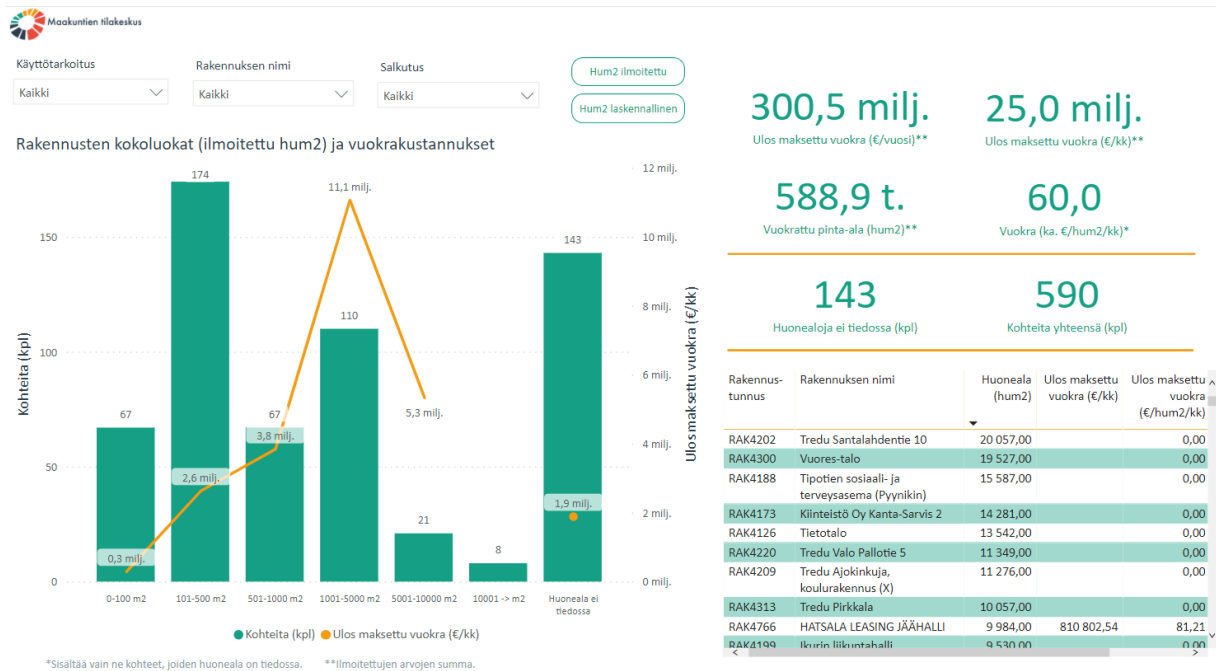 Maakuntien tilakeskus
Käyttötarkoitus
Kaikki
Rakennuksen nimi
Kaikki
Salkutus
Kaikki
Hum2 ilmoitettu
Hum2 laskennallinen
Rakennusten kokoluokat (ilmoitettu hum2) ja vuokrakustannukset
Kohteita (kpl)
150
100
50
0
67
174
67
110
21
8
143
0,3 milj.
2,6 milj.
3,8 milj.
11,1 milj.
5,3 milj.
1,9 milj.
12 milj.
10 milj.
8 milj.
6 milj.
4 milj.
2 milj.
0 milj.
Ulos maksettu vuokra (€/kk)
0-100 m2
101-500 m2
501-1000 m2
1001-5000 m2
5001-10000 m2
10001 -> m2
Huoneala ei
tiedossa
Kohteita (kpl) Ulos maksettu vuokra (€/kk)
*Sisältää vain ne kohteet, joiden huoneala on tiedossa. **Ilmoitettujen arvojen summa.
300,5 milj.
Ulos maksettu vuokra (€/vuosi)**
25,0 milj.
Ulos maksettu vuokra (€/kk)**
588,9 t.
Vuokrattu pinta-ala (hum2)**
60,0
Vuokra (ka. €/hum2/kk)*
143
Huonealoja ei tiedossa (kpl)
590
Kohteita yhteensä (kpl)
Rakennus-
tunnus
Rakennuksen nimi
Huoneala
(hum2)
Ulos maksettu
vuokra (€/kk)
Ulos maksettu
vuokra
(€/hum2/kk)
RAK4202 Tredu Santalahdentie 10 20 057,00 0,00
RAK4300 Vuores-talo 19 527,00 0,00
RAK4188 Tipotien sosiaali- ja 15 587,00 0,00
terveysasema (Pyynikin)
RAK4173 Kiinteistö Oy Kanta-Sarvis 2 14 281,00 0,00
RAK4126 Tietotalo 13 542,00 0,00
RAK4220 Tredu Valo Pallotie 5 11 349,00 0,00
RAK4209 Tredu Ajokinkuja, 11 276,00 0,00
koulurakennus (X)
RAK4313 Tredu Pirkkala 10 057,00 0,00
RAK4766 HATSALA LEASING JÄÄHALLI 9 984,00 810 802,54 81,21
RAK4199 Ikurin liikuntahalli 9 530,00 0,00